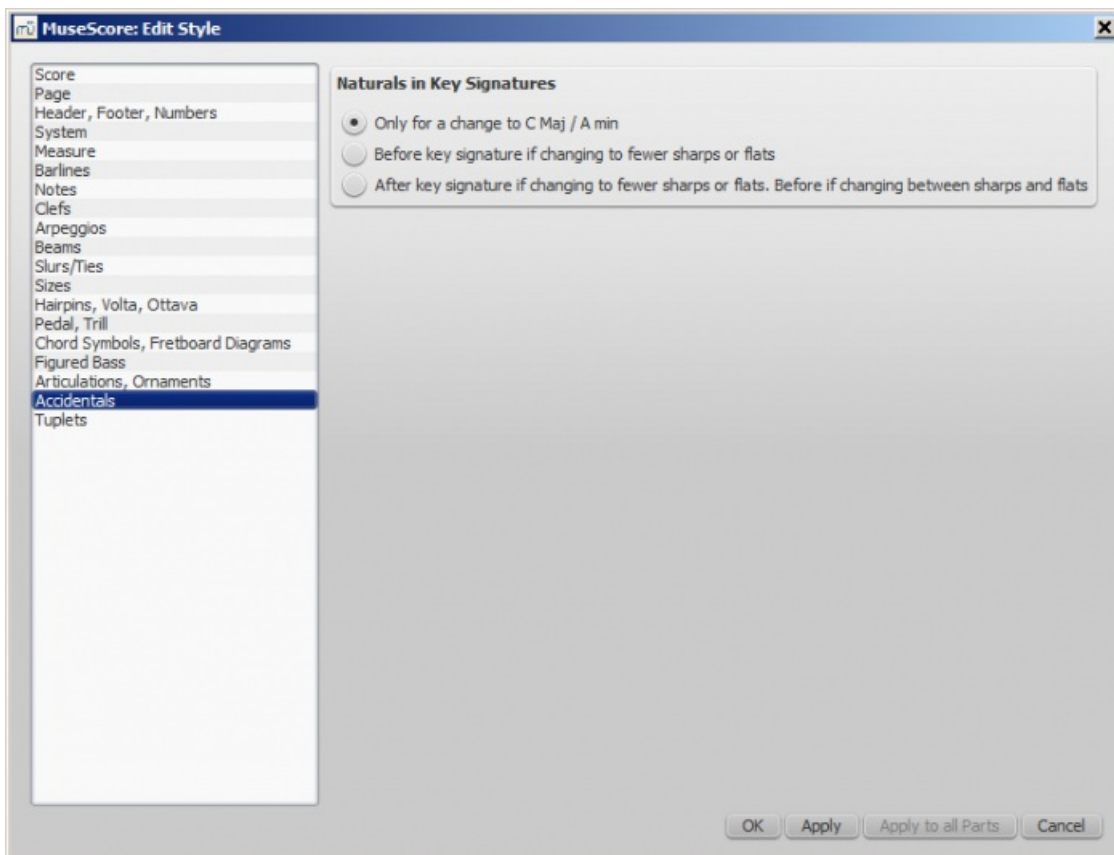 MuseScore: Edit Style
Score
Page
Header, Footer, Numbers
System
Measure
Barlines
Notes
Clefs
Arpeggios
Beams
Slurs/Ties
Sizes
Hairpins, Volta, Ottava
Pedal, Trill
Chord Symbols, Fretboard Diagrams
Figured Bass
Articulations, Ornaments
Accidentals
Tuplets
Naturals in Key Signatures
Only for a change to C Maj / A min
Before key signature if changing to fewer sharps or flats
After key signature if changing to fewer sharps or flats. Before if changing between sharps and flats
OK Apply Apply to all Parts Cancel